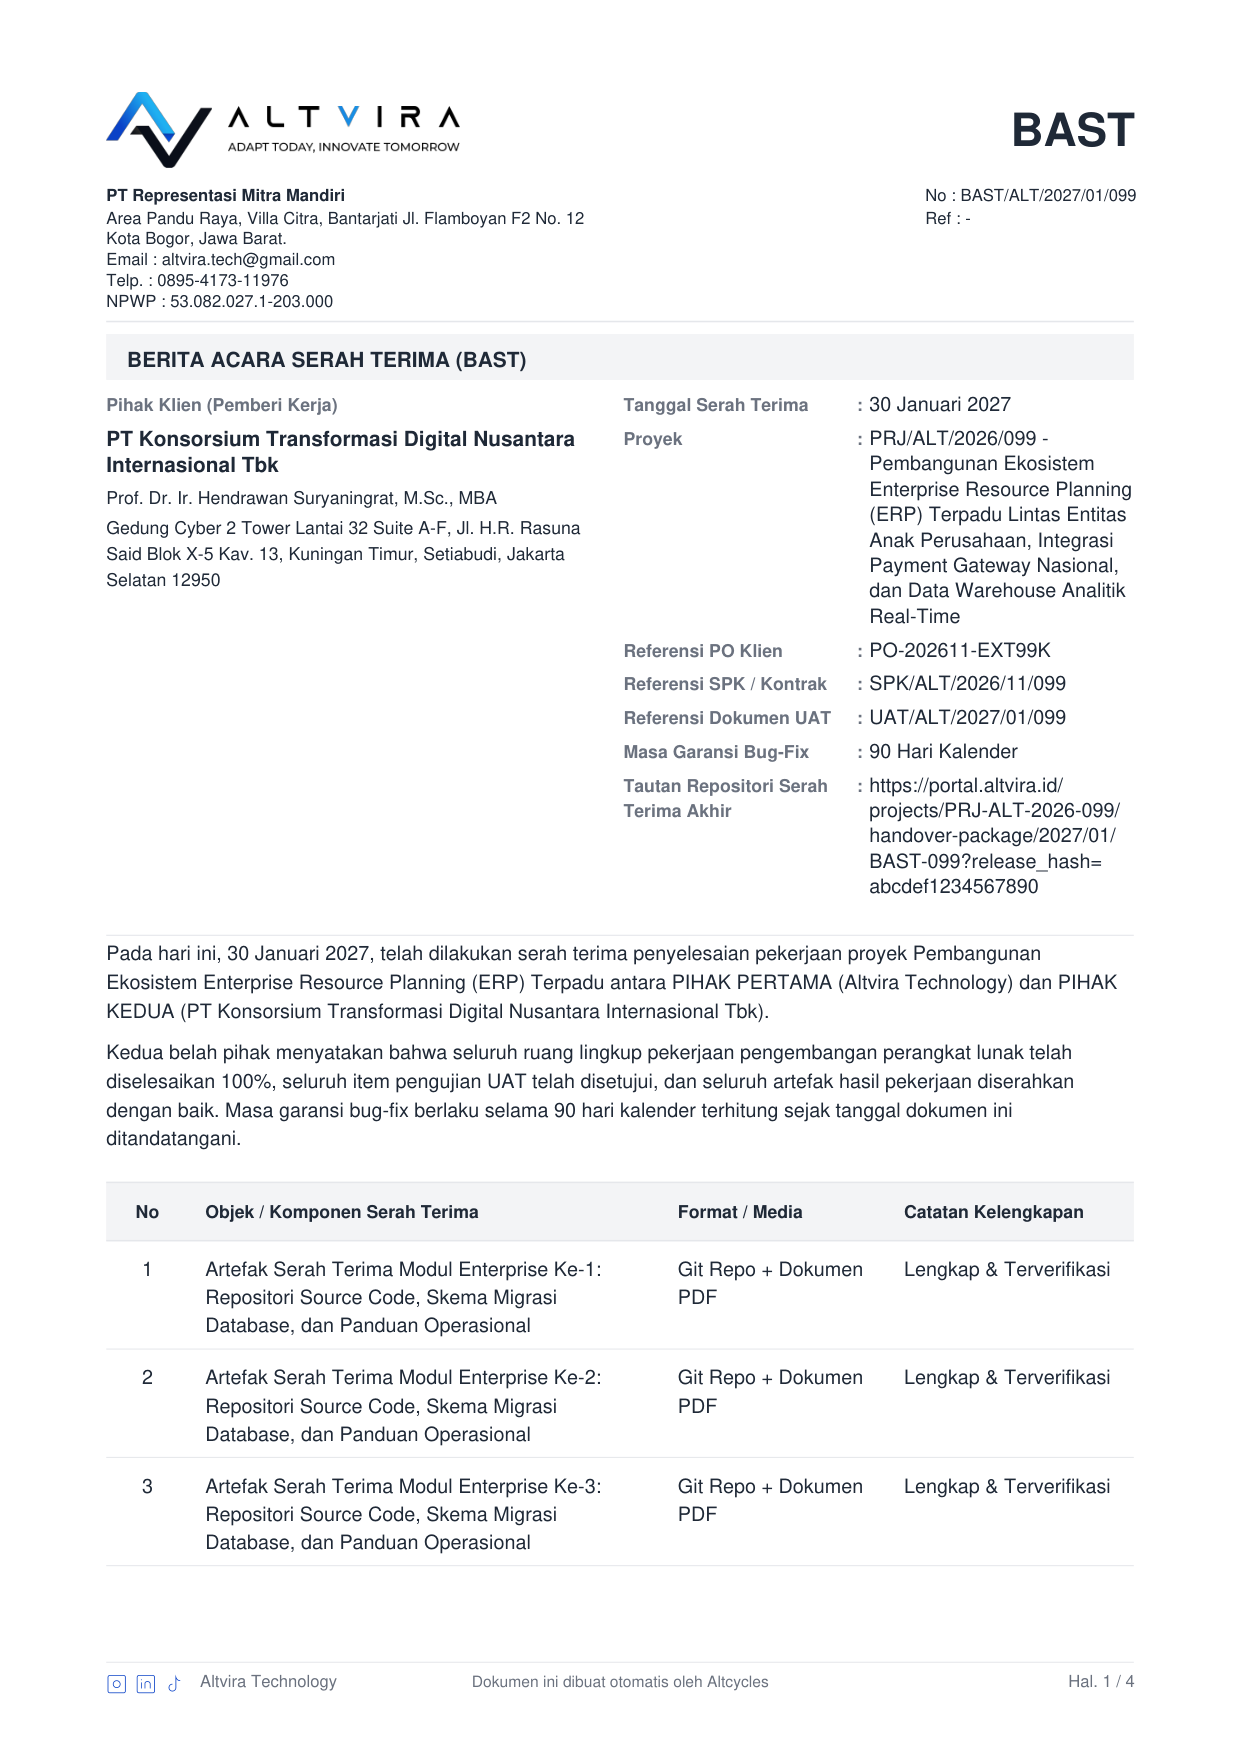 ALTVIRA
ADAPT TODAY, INNOVATE TOMORROW
BAST
PT Representasi Mitra Mandiri
Area Pandu Raya, Villa Citra, Bantarjati Jl. Flamboyan F2 No. 12
Kota Bogor, Jawa Barat.
Email : altvira.tech@gmail.com
Telp. : 0895-4173-11976
NPWP : 53.082.027.1-203.000
No : BAST/ALT/2027/01/099
Ref : -
BERITA ACARA SERAH TERIMA (BAST)
Pihak Klien (Pemberi Kerja)
PT Konsorsium Transformasi Digital Nusantara
Internasional Tbk
Prof. Dr. Ir. Hendrawan Suryaningrat, M.Sc., MBA
Gedung Cyber 2 Tower Lantai 32 Suite A-F, Jl. H.R. Rasuna
Said Blok X-5 Kav. 13, Kuningan Timur, Setiabudi, Jakarta
Selatan 12950
Tanggal Serah Terima : 30 Januari 2027
Proyek : PRJ/ALT/2026/099 -
Pembangunan Ekosistem
Enterprise Resource Planning
(ERP) Terpadu Lintas Entitas
Anak Perusahaan, Integrasi
Payment Gateway Nasional,
dan Data Warehouse Analitik
Real-Time
Referensi PO Klien : PO-202611-EXT99K
Referensi SPK / Kontrak : SPK/ALT/2026/11/099
Referensi Dokumen UAT : UAT/ALT/2027/01/099
Masa Garansi Bug-Fix : 90 Hari Kalender
Tautan Repositori Serah : https://portal.altvira.id/
Terima Akhir projects/PRJ-ALT-2026-099/
handover-package/2027/01/
BAST-099?release_hash=
abcdef1234567890
Pada hari ini, 30 Januari 2027, telah dilakukan serah terima penyelesaian pekerjaan proyek Pembangunan
Ekosistem Enterprise Resource Planning (ERP) Terpadu antara PIHAK PERTAMA (Altvira Technology) dan PIHAK
KEDUA (PT Konsorsium Transformasi Digital Nusantara Internasional Tbk).
Kedua belah pihak menyatakan bahwa seluruh ruang lingkup pekerjaan pengembangan perangkat lunak telah
diselesaikan 100%, seluruh item pengujian UAT telah disetujui, dan seluruh artefak hasil pekerjaan diserahkan
dengan baik. Masa garansi bug-fix berlaku selama 90 hari kalender terhitung sejak tanggal dokumen ini
ditandatangani.
No Objek / Komponen Serah Terima Format / Media Catatan Kelengkapan
1 Artefak Serah Terima Modul Enterprise Ke-1: Git Repo + Dokumen Lengkap & Terverifikasi
Repositori Source Code, Skema Migrasi PDF
Database, dan Panduan Operasional
2 Artefak Serah Terima Modul Enterprise Ke-2: Git Repo + Dokumen Lengkap & Terverifikasi
Repositori Source Code, Skema Migrasi PDF
Database, dan Panduan Operasional
3 Artefak Serah Terima Modul Enterprise Ke-3: Git Repo + Dokumen Lengkap & Terverifikasi
Repositori Source Code, Skema Migrasi PDF
Database, dan Panduan Operasional
Altvira Technology Dokumen ini dibuat otomatis oleh Altcycles Hal. 1 / 4